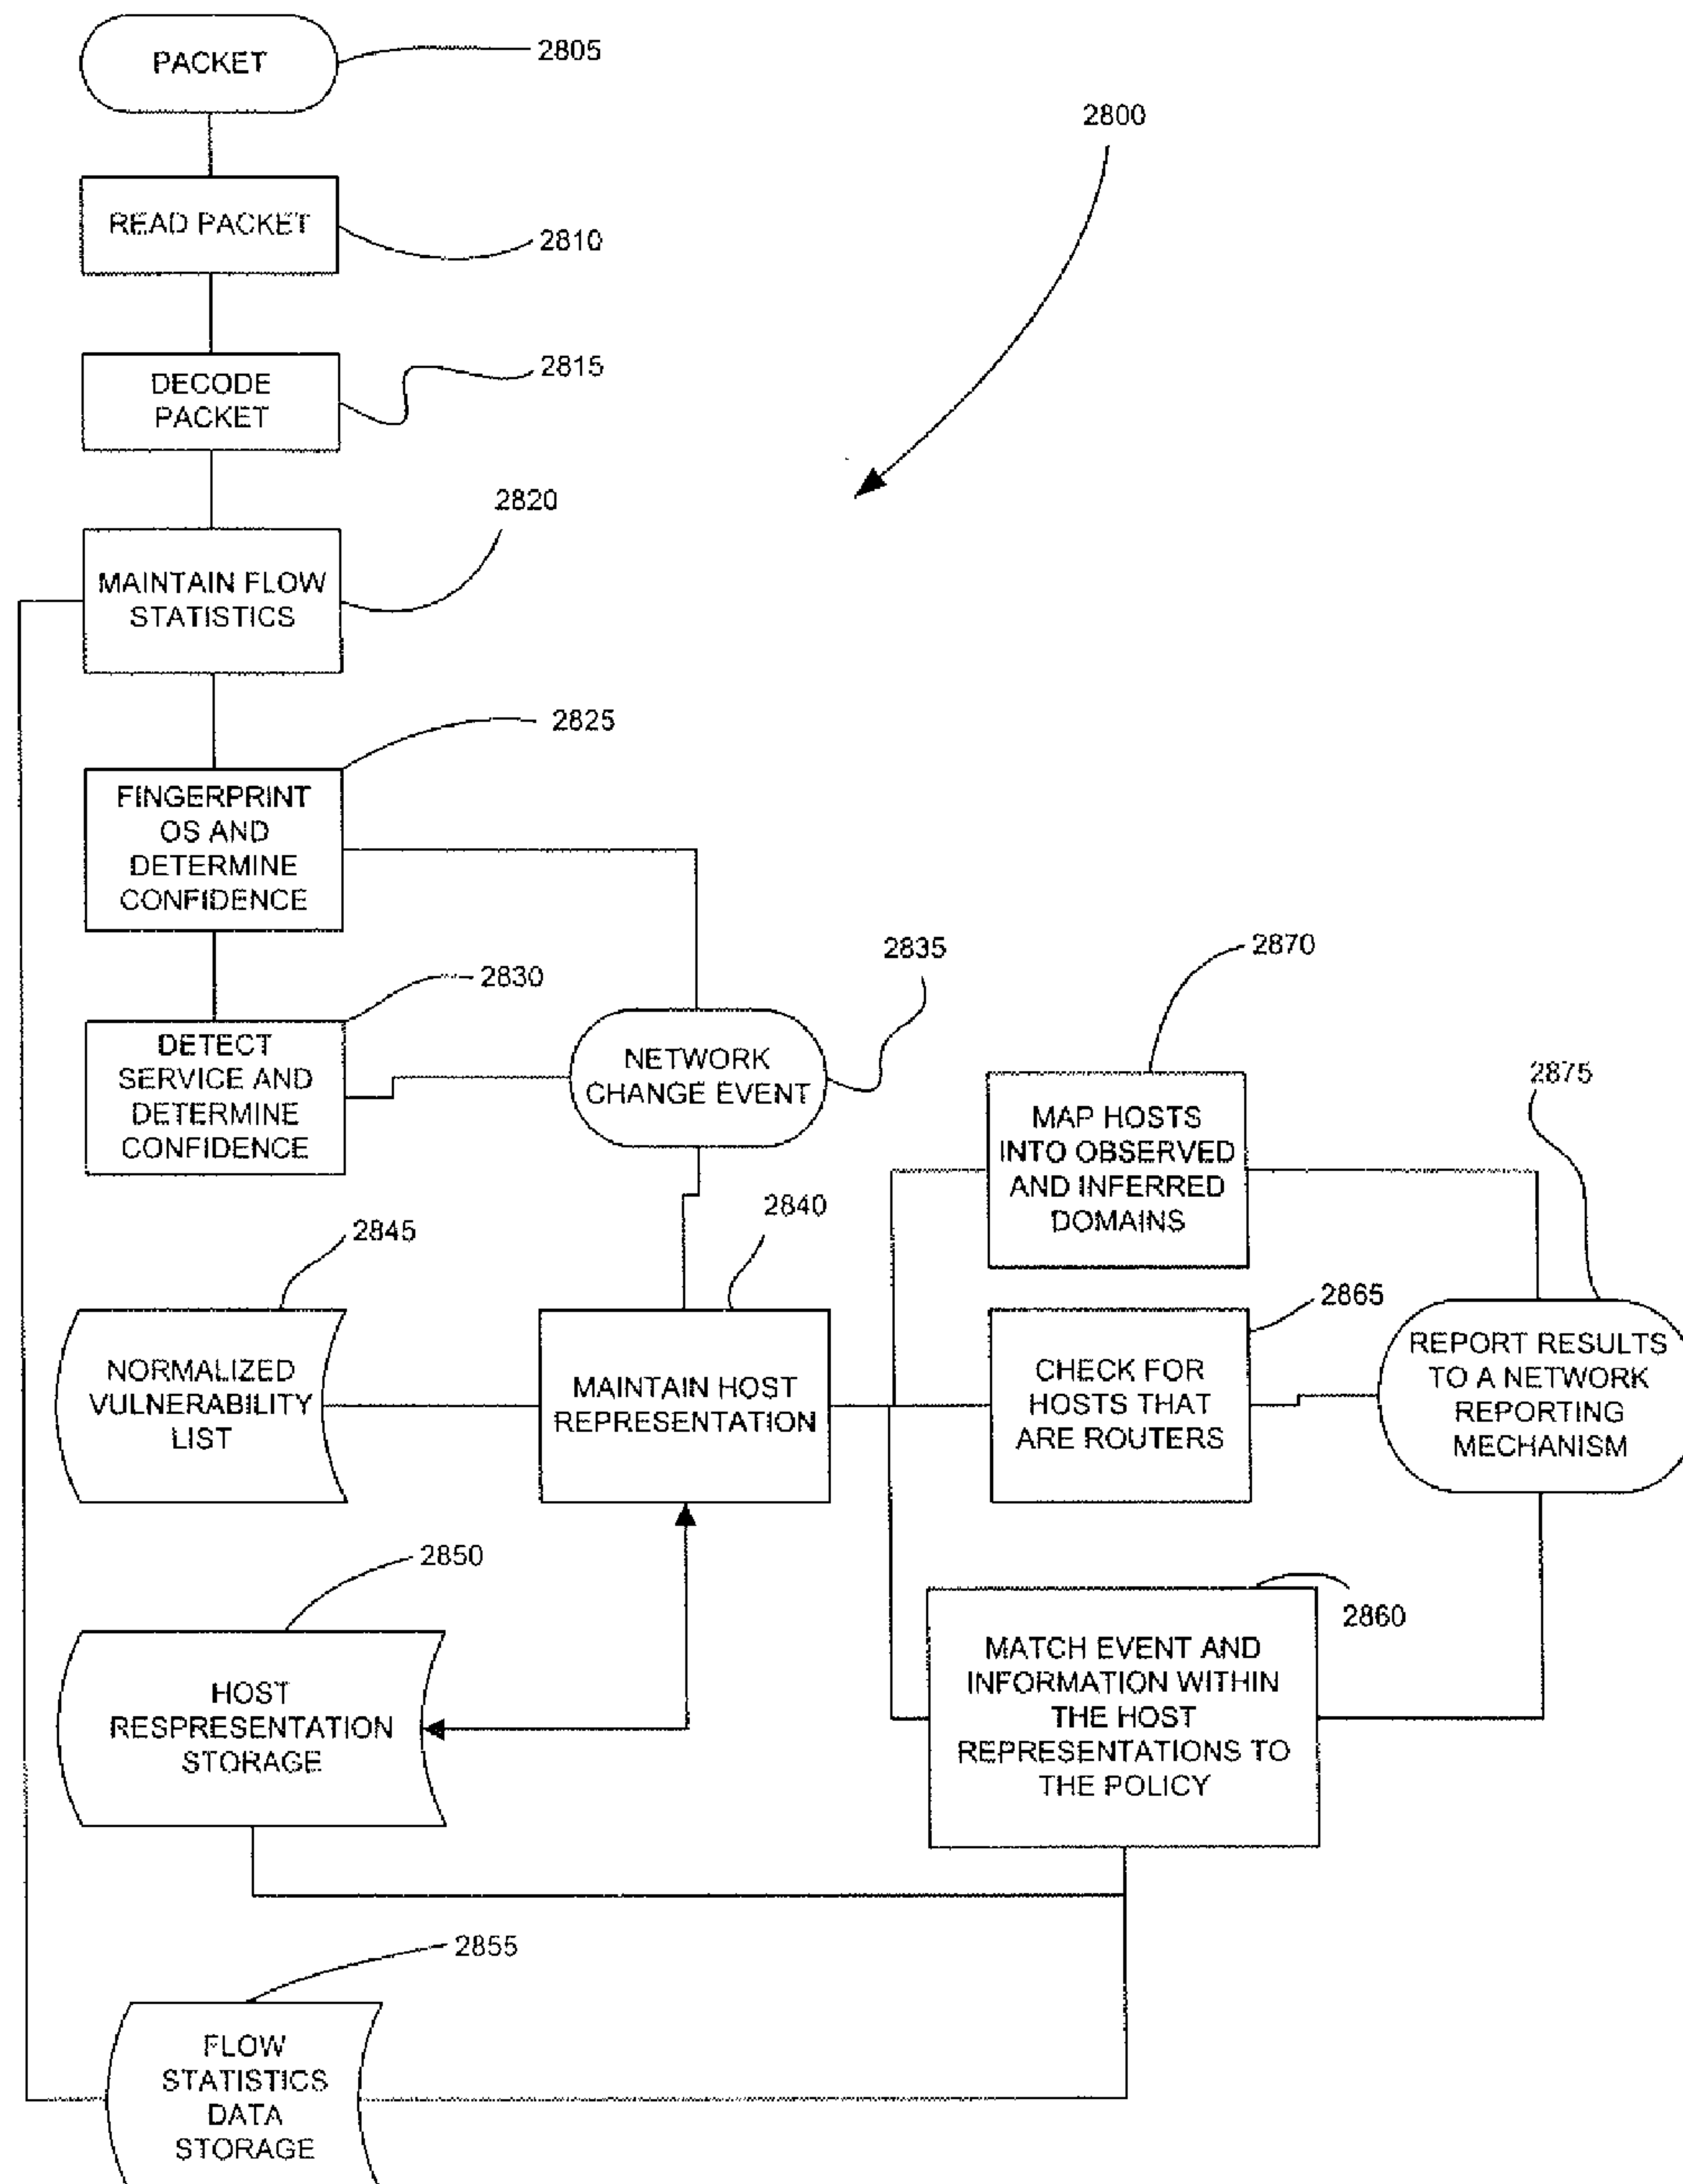 PACKET
2805
2800
READ PACKET
2810
DECODE
PACKET
2815
2820
MAINTAIN FLOW
STATISTICS
2825
FINGERPRINT
OS AND
DETERMINE
CONFIDENCE
2830
DETECT
SERVICE AND
DETERMINE
CONFIDENCE
2835
NETWORK
CHANGE EVENT
2870
MAP HOSTS
INTO OBSERVED
AND INFERRED
DOMAINS
2875
REPORT RESULTS
TO A NETWORK
REPORTING
MECHANISM
2845
NORMALIZED
VULNERABILITY
LIST
2840
MAINTAIN HOST
REPRESENTATION
2865
CHECK FOR
HOSTS THAT
ARE ROUTERS
2850
HOST
RESPRESENTATION
STORAGE
2860
MATCH EVENT AND
INFORMATION WITHIN
THE HOST
REPRESENTATIONS TO
THE POLICY
2855
FLOW
STATISTICS
DATA
STORAGE